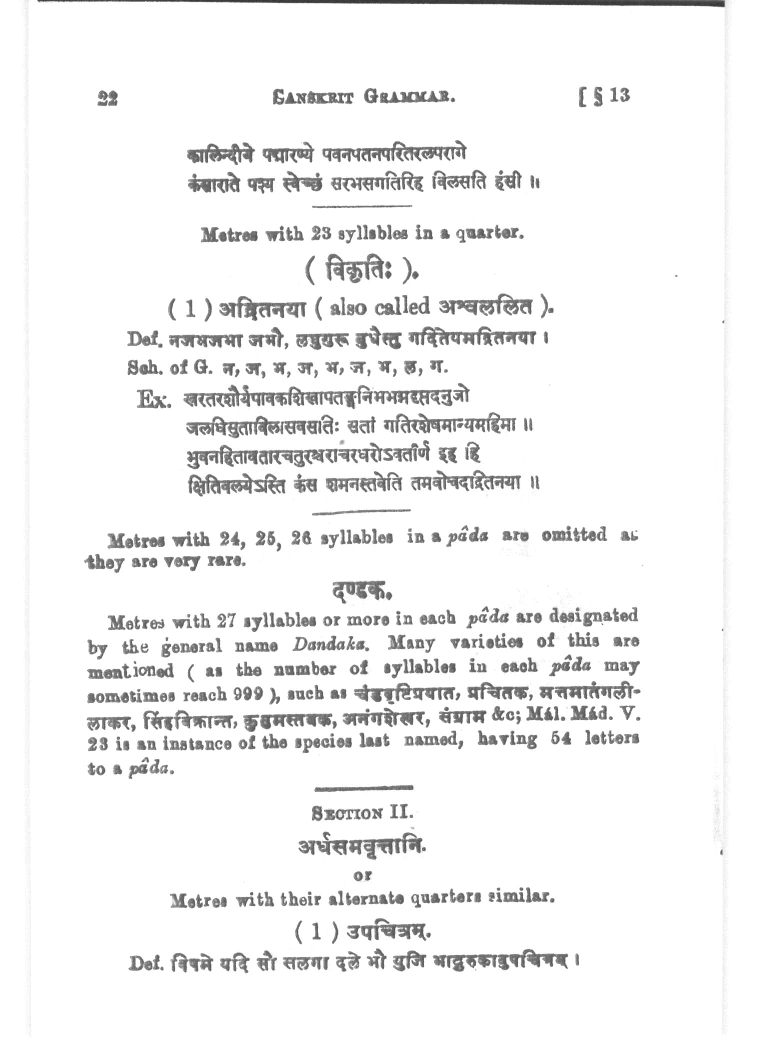 22 SANSKRIT GRAMMAR. [ § 13
कालिन्दीये पद्मारण्ये पवनपतनपरितरलपरागे
कंसाराते पश्य स्वेच्छं सरभसगतिरिह विलसति हंसी ॥
Metres with 23 syllables in a quarter.
( विकृतिः ).
( 1 ) अद्रितनया ( also called अश्वललित ).
Def. नजभजभा जभौ, लघुगुरू बुधैस्तु गदितेयमद्रितनया ।
Sch. of G. न, ज, भ, ज, भ, ज, भ, ल, ग.
Ex. खरतरशौर्यपावकशिखापतङ्गनिभभग्नदृप्तदनुजो
जलधिसुताविलासवसतिः सतां गतिरशेषमान्यमहिमा ॥
भुवनहितावतारचतुरश्चराचरधरोऽवतीर्ण इह हि
क्षितिवलयेऽस्ति कंस शमनस्तवेति तमवोचदद्रितनया ॥
Metres with 24, 25, 26 syllables in a pâda are omitted as
they are very rare.
दण्डक.
Metres with 27 syllables or more in each pâda are designated
by the general name Dandaka. Many varieties of this are
mentioned ( as the number of syllables in each pâda may
sometimes reach 999 ), such as चंडवृष्टिप्रयात, प्रचितक, मत्तमातंगली-
लाकर, सिंहविक्रान्त, कुसुमस्तबक, अनंगशेखर, संग्राम &c; Mál. Mád. V.
23 is an instance of the species last named, having 54 letters
to a pâda.
SECTION II.
अर्धसमवृत्तानि.
or
Metres with their alternate quarters similar.
( 1 ) उपचित्रम्.
Def. विषमे यदि सौ सलगा दले भौ युजि भाद्गुरुकावुपचित्रम् ।